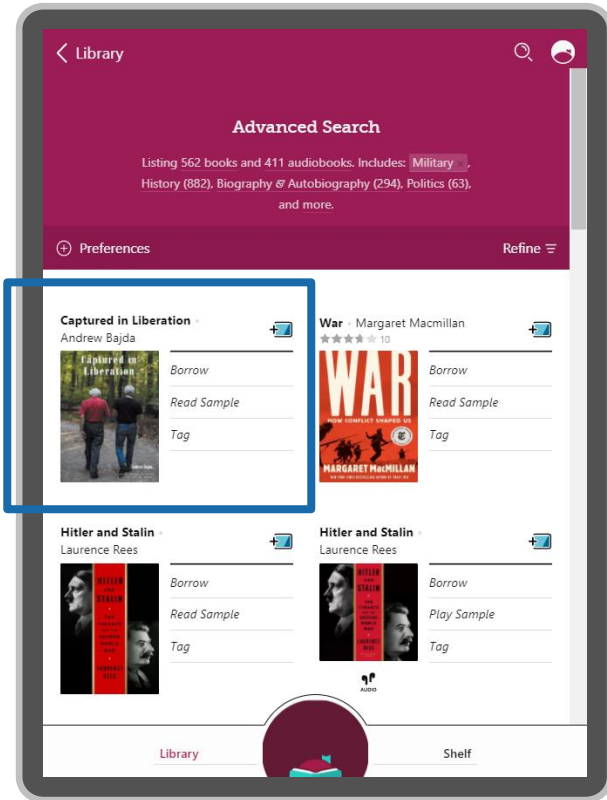 Library
Advanced Search
Listing 562 books and 411 audiobooks. Includes: Military ,
History (882), Biography & Autobiography (294), Politics (63),
and more.
Preferences
Refine
Captured in Liberation
Andrew Bajda
Captured in
Liberation
Andrew Bajda
Borrow
Read Sample
Tag
War Margaret Macmillan
10
WAR
HOW CONFLICT SHAPED US
MARGARET MacMILLAN
Borrow
Read Sample
Tag
Hitler and Stalin
Laurence Rees
HITLER
AND
STALIN
LAURENCE
REES
Borrow
Read Sample
Tag
Hitler and Stalin
Laurence Rees
HITLER
AND
STALIN
LAURENCE
REES
AUDIO
Borrow
Play Sample
Tag
Library
Shelf